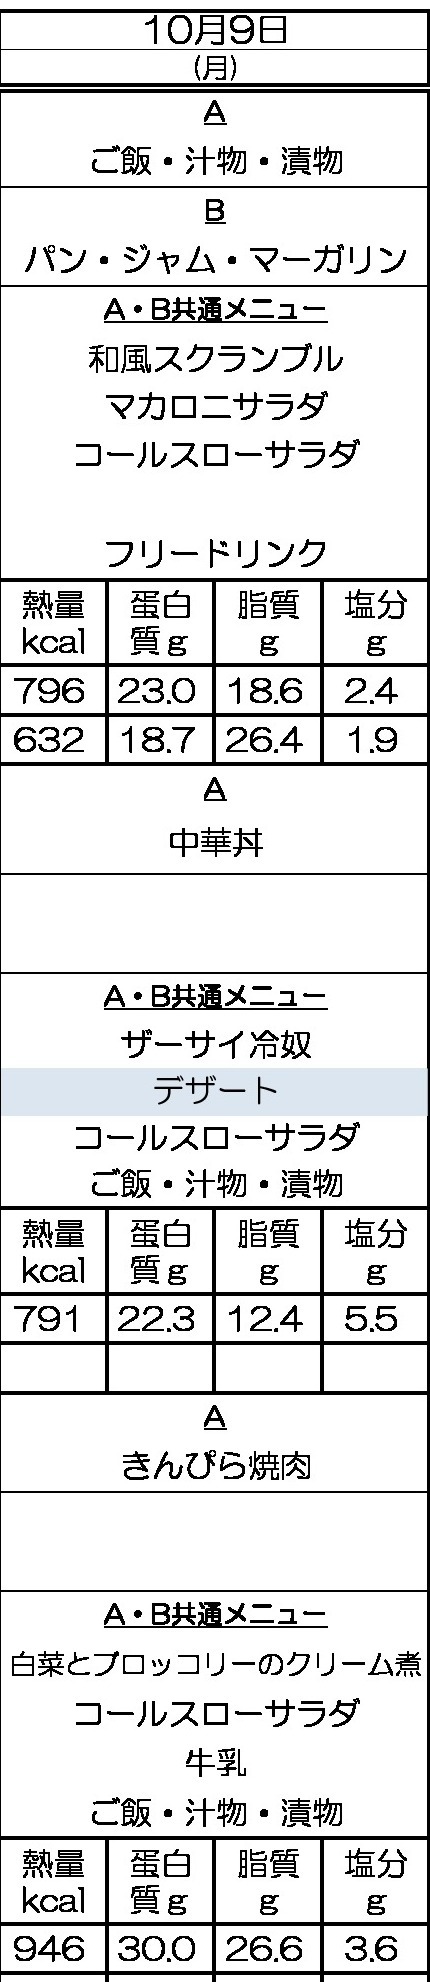 10月9日
(月)
A
ご飯・汁物・漬物
B
パン・ジャム・マーガリン
A・B共通メニュー
和風スクランブル
マカロニサラダ
コールスローサラダ
フリードリンク
熱量 蛋白 脂質 塩分
kcal 質g g g
796 23.0 18.6 2.4
632 18.7 26.4 1.9
A
中華丼
A・B共通メニュー
ザーサイ冷奴
デザート
コールスローサラダ
ご飯・汁物・漬物
熱量 蛋白 脂質 塩分
kcal 質g g g
791 22.3 12.4 5.5
A
きんぴら焼肉
A・B共通メニュー
白菜とブロッコリーのクリーム煮
コールスローサラダ
牛乳
ご飯・汁物・漬物
熱量 蛋白 脂質 塩分
kcal 質g g g
946 30.0 26.6 3.6